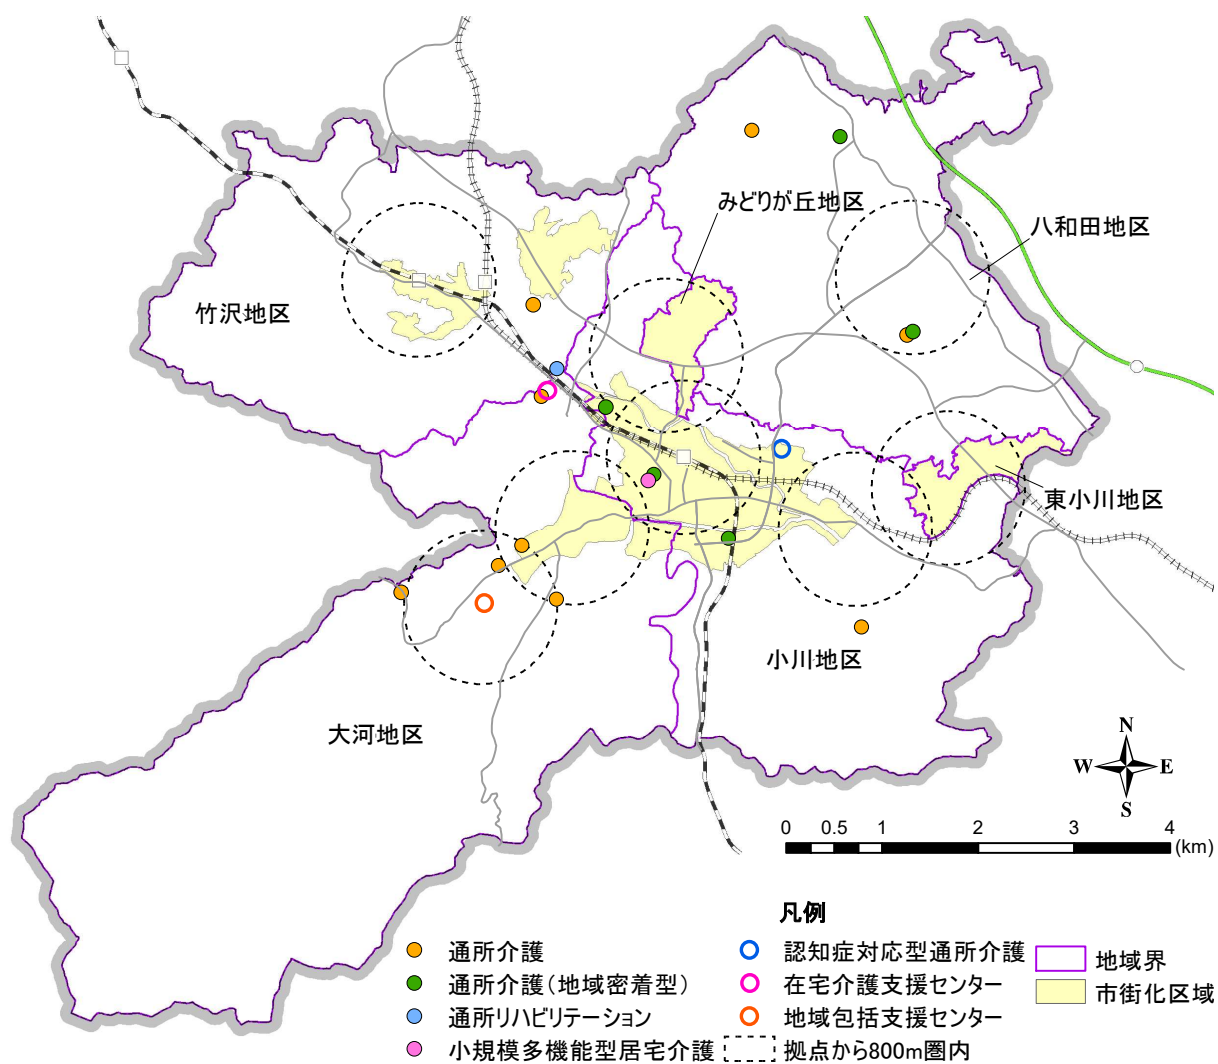 みどりが丘地区
八和田地区
竹沢地区
東小川地区
小川地区
大河地区
N
W E
S
0 0.5 1 2 3 4
(km)
凡例
通所介護
通所介護(地域密着型)
通所リハビリテーション
小規模多機能型居宅介護
認知症対応型通所介護
在宅介護支援センター
地域包括支援センター
拠点から800m圏内
地域界
市街化区域